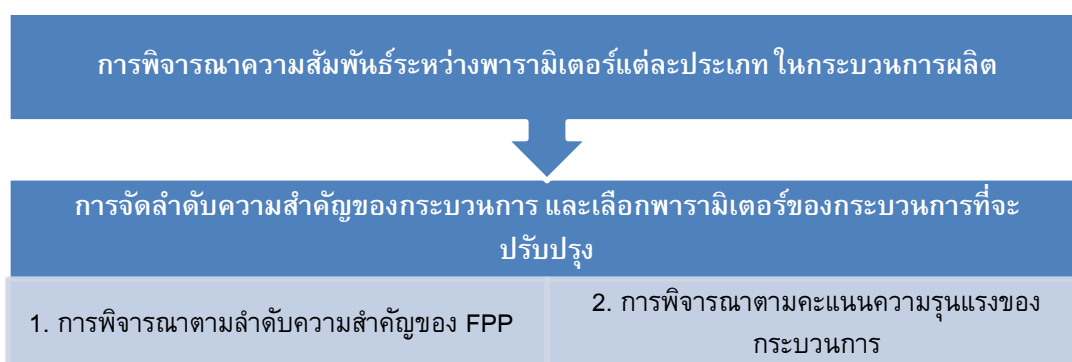 การพิจารณาความสัมพันธ์ระหว่างพารามิเตอร์แต่ละประเภท ในกระบวนการผลิต
การจัดลำดับความสำคัญของกระบวนการ และเลือกพารามิเตอร์ของกระบวนการที่จะ
ปรับปรุง
1. การพิจารณาตามลำดับความสำคัญของ FPP
2. การพิจารณาตามคะแนนความรุนแรงของ
กระบวนการ